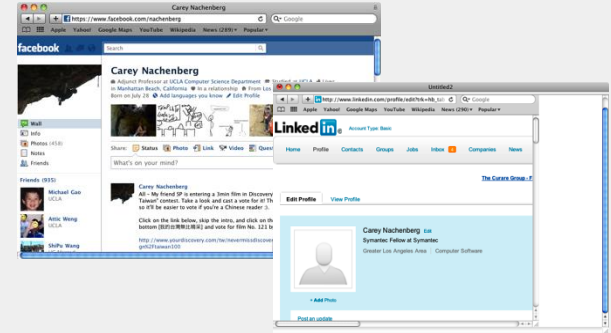 Carey Nachenberg
https://www.facebook.com/nachenberg
Google
Apple Yahoo! Google Maps YouTube Wikipedia News (289) Popular
facebook
Search
Carey Nachenberg
Adjunct Professor at UCLA Computer Science Department Studied at UCLA Lives
in Manhattan Beach, California In a relationship From Los
Born on July 28 Add languages you know Edit Profile
Wall
Info
Photos (458)
Notes
Friends
Share: Status Photo Link Video Quest
What's on your mind?
Friends (935)
Michael Gao
UCLA
Attic Wong
UCLA
ShiPu Wang
Carey Nachenberg
All - My friend SP is entering a 3min film in Discovery
Taiwan" contest. Take a look and cast a vote for it! Th
so it'll be easier to vote if you're a Chinese reader :).
Click on the link below, skip the intro, and click on th
bottom and vote for film No. 121 b
Untitled2
http://www.linkedin.com/profile/edit?trk=hb_tab
Google
Apple Yahoo! Google Maps YouTube Wikipedia News (290) Popular
Linked in
Account Type: Basic
Home Profile Contacts Groups Jobs Inbox Companies News
The Curare Group - F
Edit Profile View Profile
Carey Nachenberg Edit
Symantec Fellow at Symantec
Greater Los Angeles Area | Computer Software
+ Add Photo
Post an update